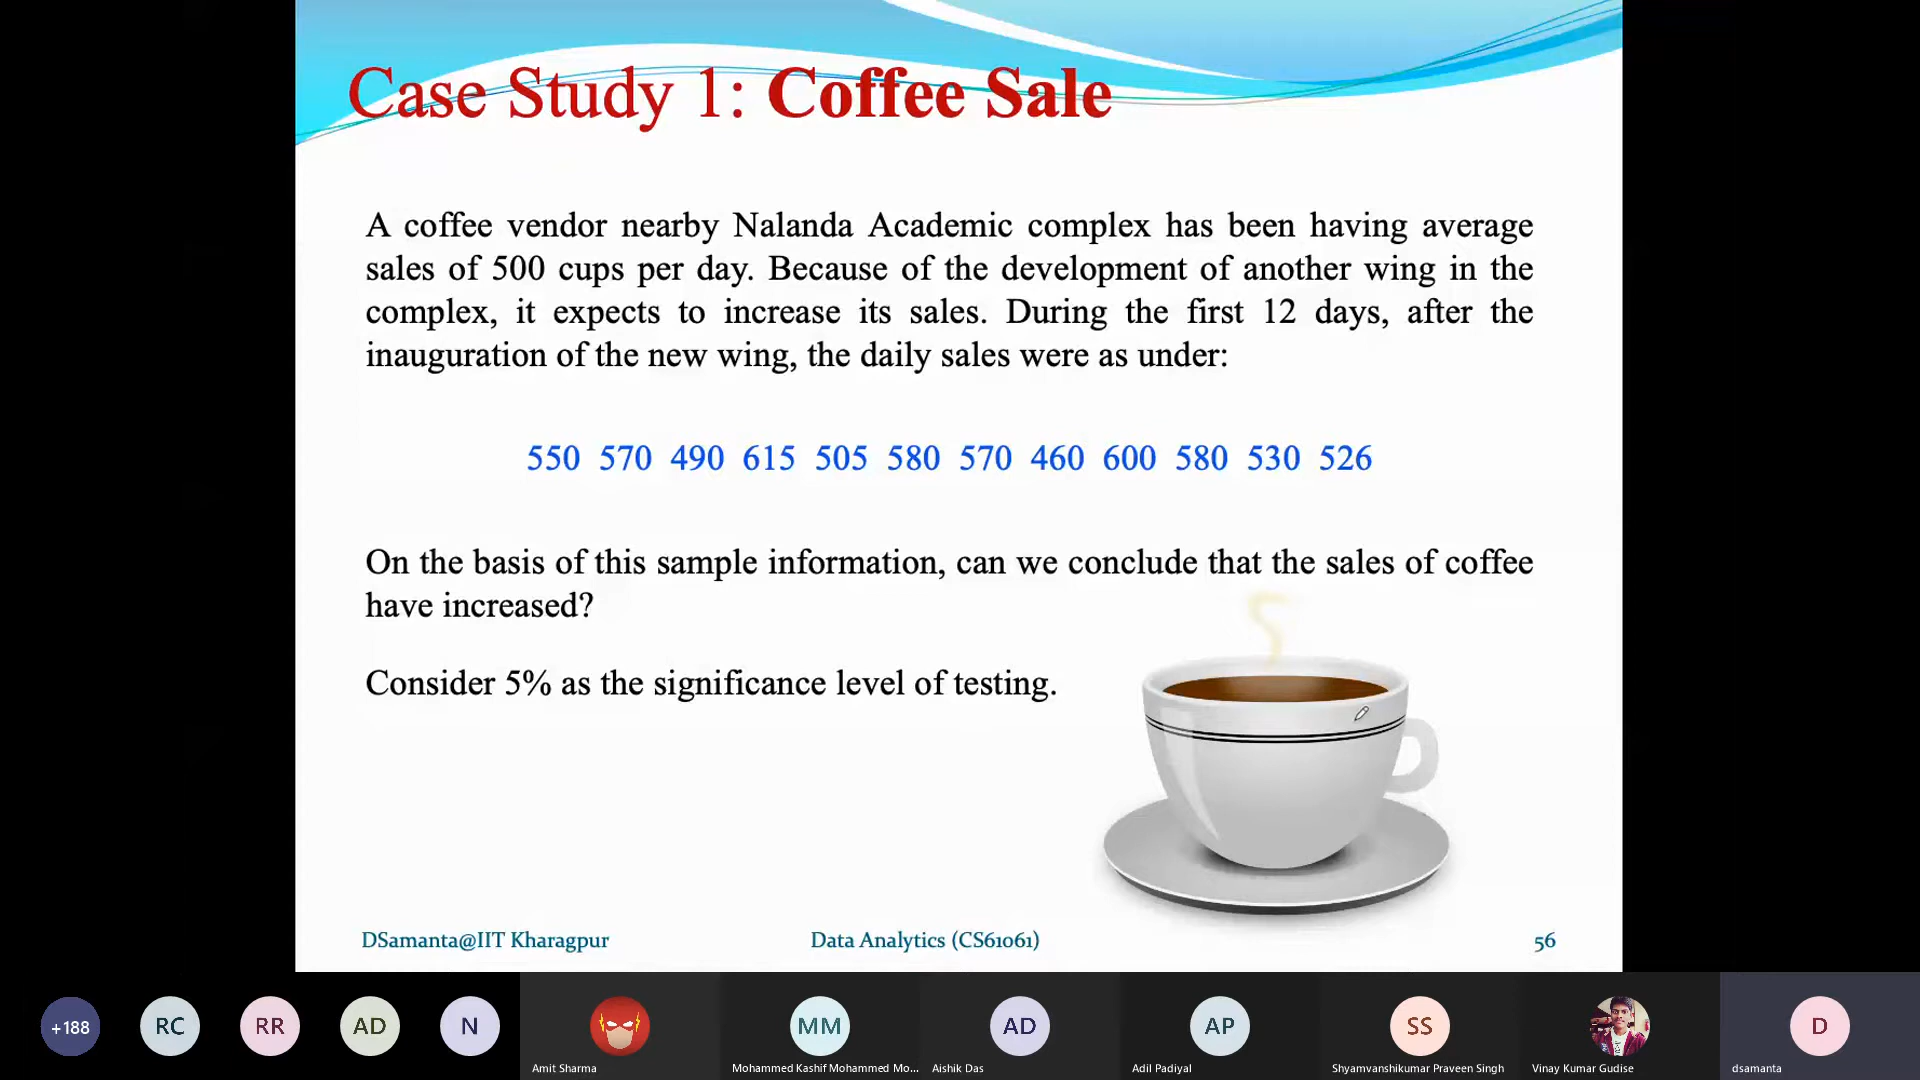 Case Study 1: Coffee Sale
A coffee vendor nearby Nalanda Academic complex has been having average
sales of 500 cups per day. Because of the development of another wing in the
complex, it expects to increase its sales. During the first 12 days, after the
inauguration of the new wing, the daily sales were as under:
550 570 490 615 505 580 570 460 600 580 530 526
On the basis of this sample information, can we conclude that the sales of coffee
have increased?
Consider 5% as the significance level of testing.
DSamanta@IIT Kharagpur Data Analytics (CS61061) 56
+188 RC RR AD N MM AD AP SS D
Amit Sharma Mohammed Kashif Mohammed Mo... Aishik Das Adil Padiyal Shyamvanshikumar Praveen Singh Vinay Kumar Gudise dsamanta